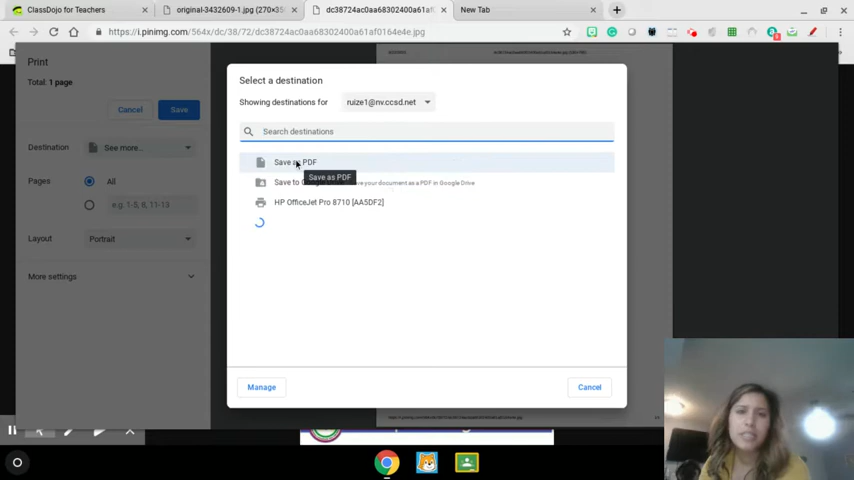 ClassDojo for Teachers
original-3432609-1.jpg (270×35
dc38724ac0aa68302400a61af
New Tab
https://i.pinimg.com/564x/dc/38/72/dc38724ac0aa68302400a61af0164e4e.jpg
Print
Total: 1 page
Cancel
Save
Destination
See more...
Pages
All
e.g. 1-5, 8, 11-13
Layout
Portrait
More settings
Select a destination
Showing destinations for
ruize1@nv.ccsd.net
Search destinations
Save as PDF
Save as PDF
Save to
your document as a PDF in Google Drive
HP OfficeJet Pro 8710 [AA5DF2]
Manage
Cancel